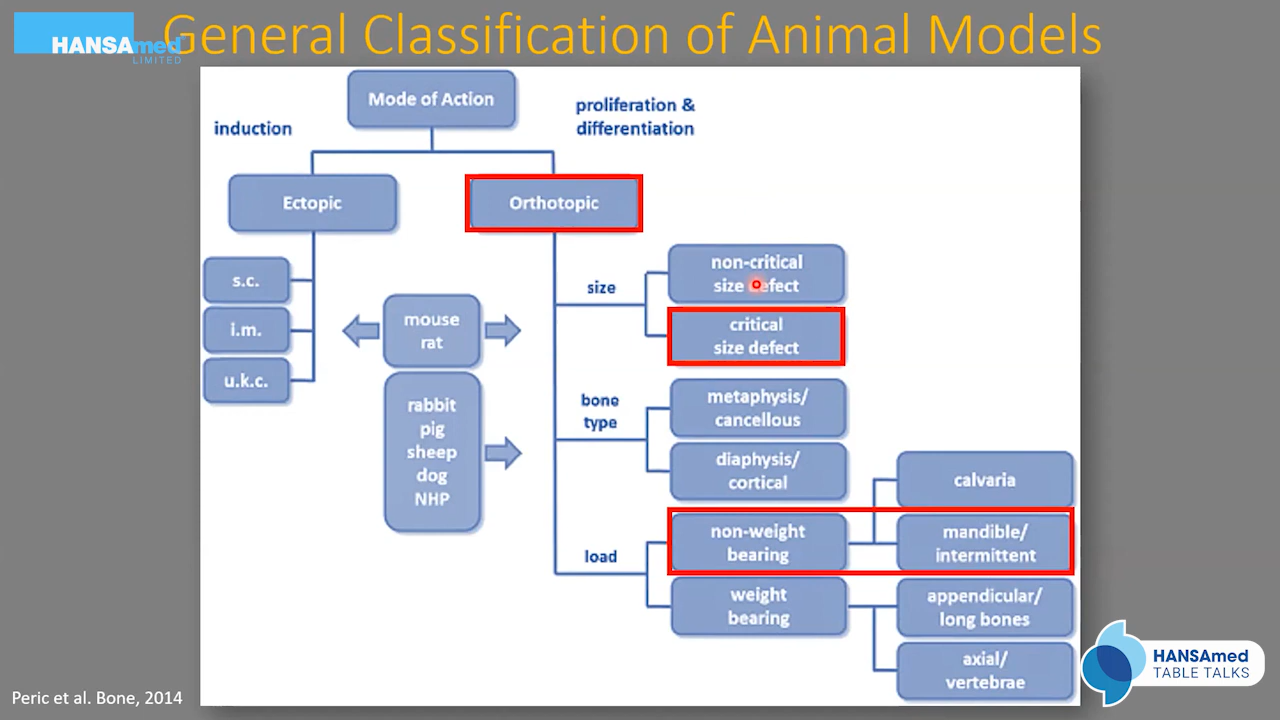 HANSAmed
LIMITED
General Classification of Animal Models
Mode of Action
induction
proliferation &
differentiation
Ectopic
Orthotopic
s.c.
i.m.
u.k.c.
mouse
rat
rabbit
pig
sheep
dog
NHP
size
non-critical
size defect
critical
size defect
bone
type
metaphysis/
cancellous
diaphysis/
cortical
load
non-weight
bearing
weight
bearing
calvaria
mandible/
intermittent
appendicular/
long bones
axial/
vertebrae
Peric et al. Bone, 2014
HANSAmed
TABLE TALKS